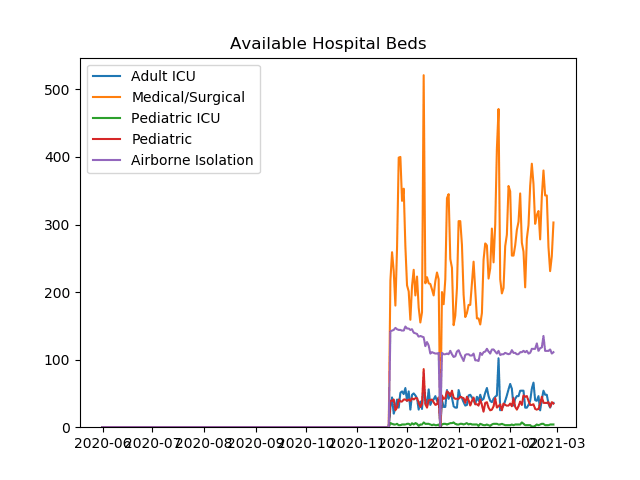 Available Hospital Beds
Adult ICU
Medical/Surgical
Pediatric ICU
Pediatric
Airborne Isolation
500
400
300
200
100
0
2020-06 2020-07 2020-08 2020-09 2020-10 2020-11 2020-12 2021-01 2021-02 2021-03